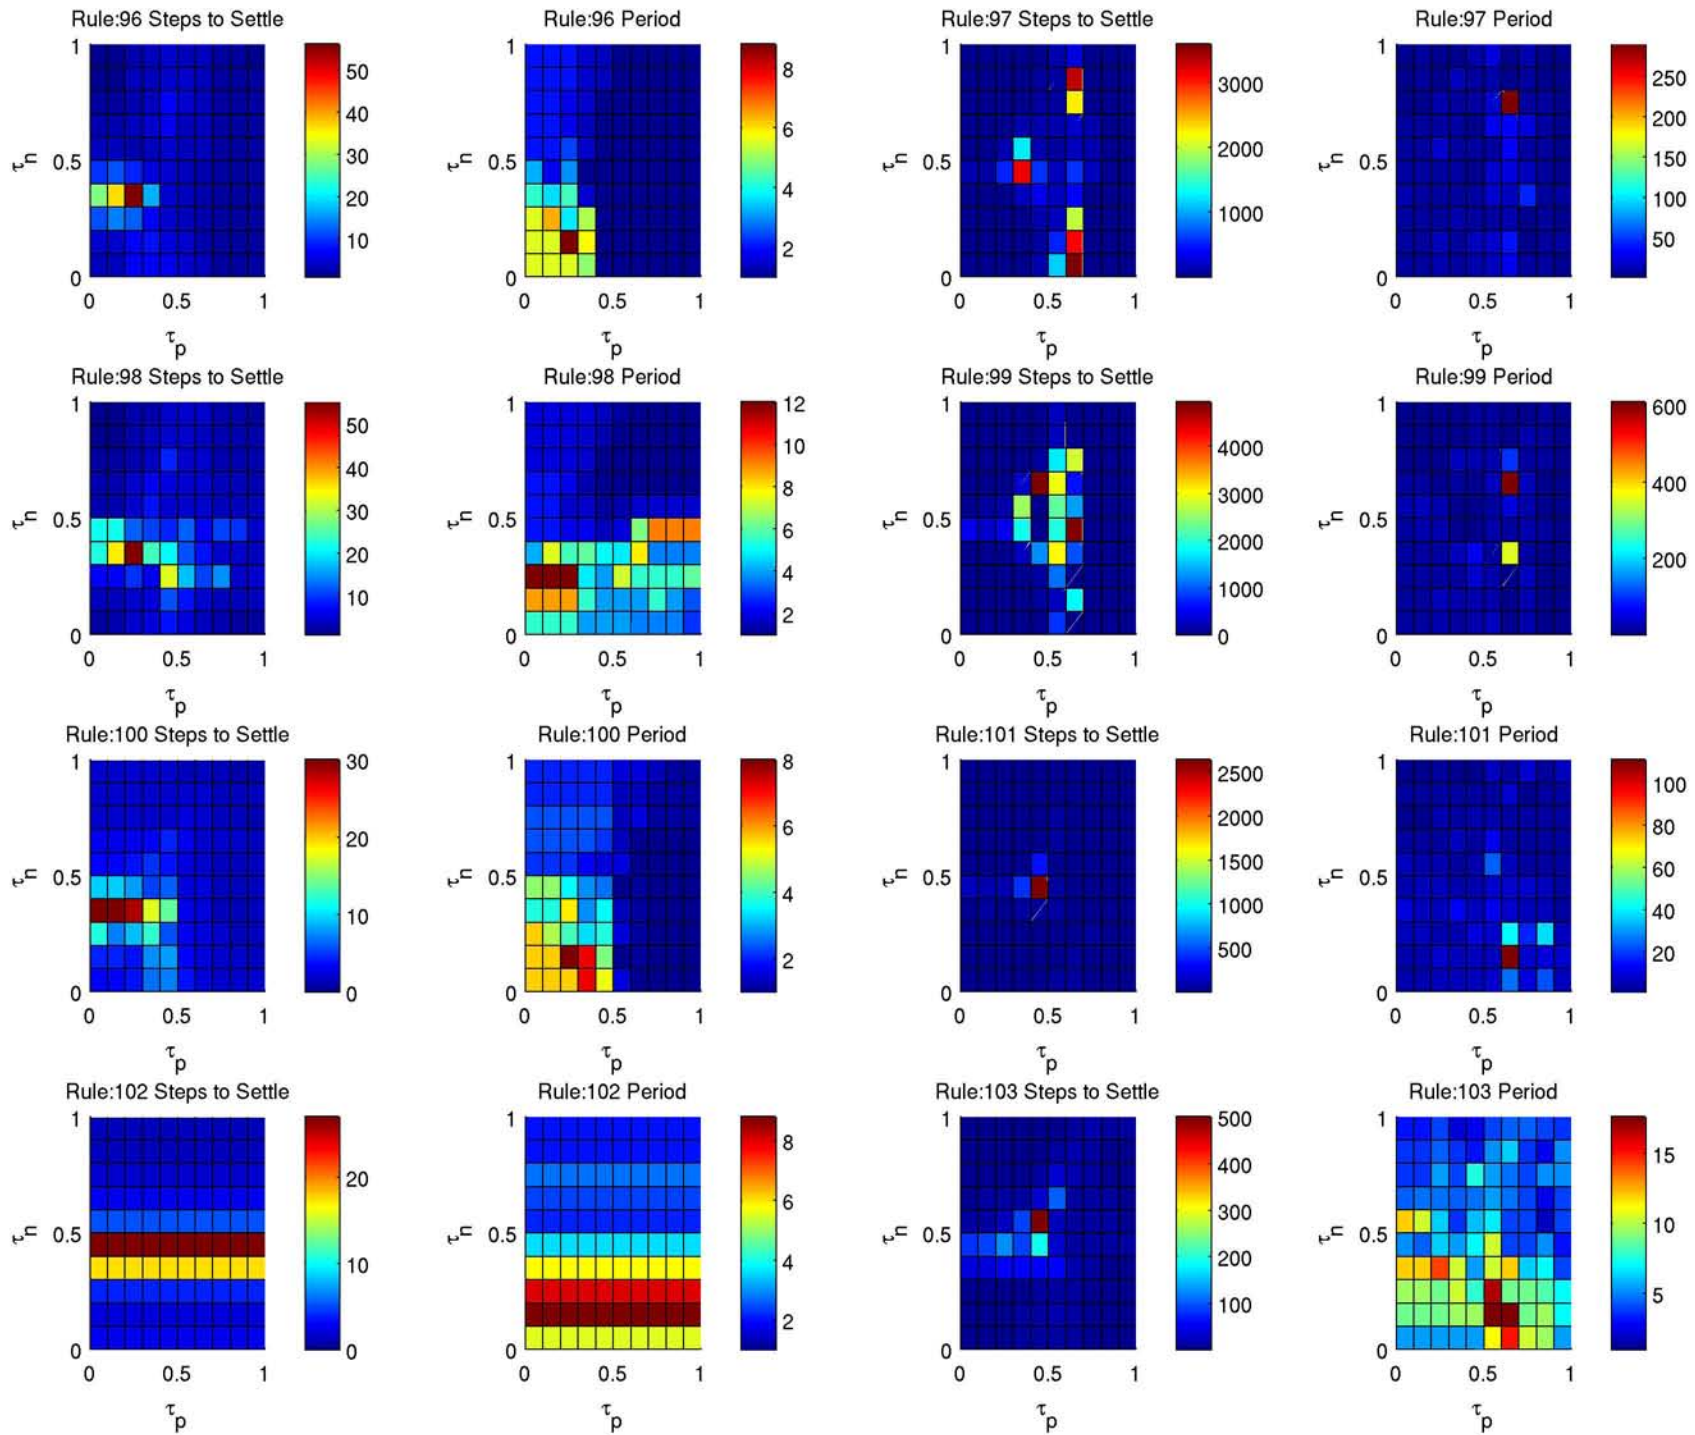 Rule:96 Steps to Settle
1
0.5
0
τn
0 0.5 1
τp
50
40
30
20
10
Rule:96 Period
1
0.5
0
τn
0 0.5 1
τp
8
6
4
2
Rule:97 Steps to Settle
1
0.5
0
τn
0 0.5 1
τp
3000
2000
1000
Rule:97 Period
1
0.5
0
τn
0 0.5 1
τp
250
200
150
100
50
Rule:98 Steps to Settle
1
0.5
0
τn
0 0.5 1
τp
50
40
30
20
10
Rule:98 Period
1
0.5
0
τn
0 0.5 1
τp
12
10
8
6
4
2
Rule:99 Steps to Settle
1
0.5
0
τn
0 0.5 1
τp
4000
3000
2000
1000
0
Rule:99 Period
1
0.5
0
τn
0 0.5 1
τp
600
400
200
Rule:100 Steps to Settle
1
0.5
0
τn
0 0.5 1
τp
30
20
10
0
Rule:100 Period
1
0.5
0
τn
0 0.5 1
τp
8
6
4
2
Rule:101 Steps to Settle
1
0.5
0
τn
0 0.5 1
τp
2500
2000
1500
1000
500
Rule:101 Period
1
0.5
0
τn
0 0.5 1
τp
100
80
60
40
20
Rule:102 Steps to Settle
1
0.5
0
τn
0 0.5 1
τp
20
10
0
Rule:102 Period
1
0.5
0
τn
0 0.5 1
τp
8
6
4
2
Rule:103 Steps to Settle
1
0.5
0
τn
0 0.5 1
τp
500
400
300
200
100
Rule:103 Period
1
0.5
0
τn
0 0.5 1
τp
15
10
5